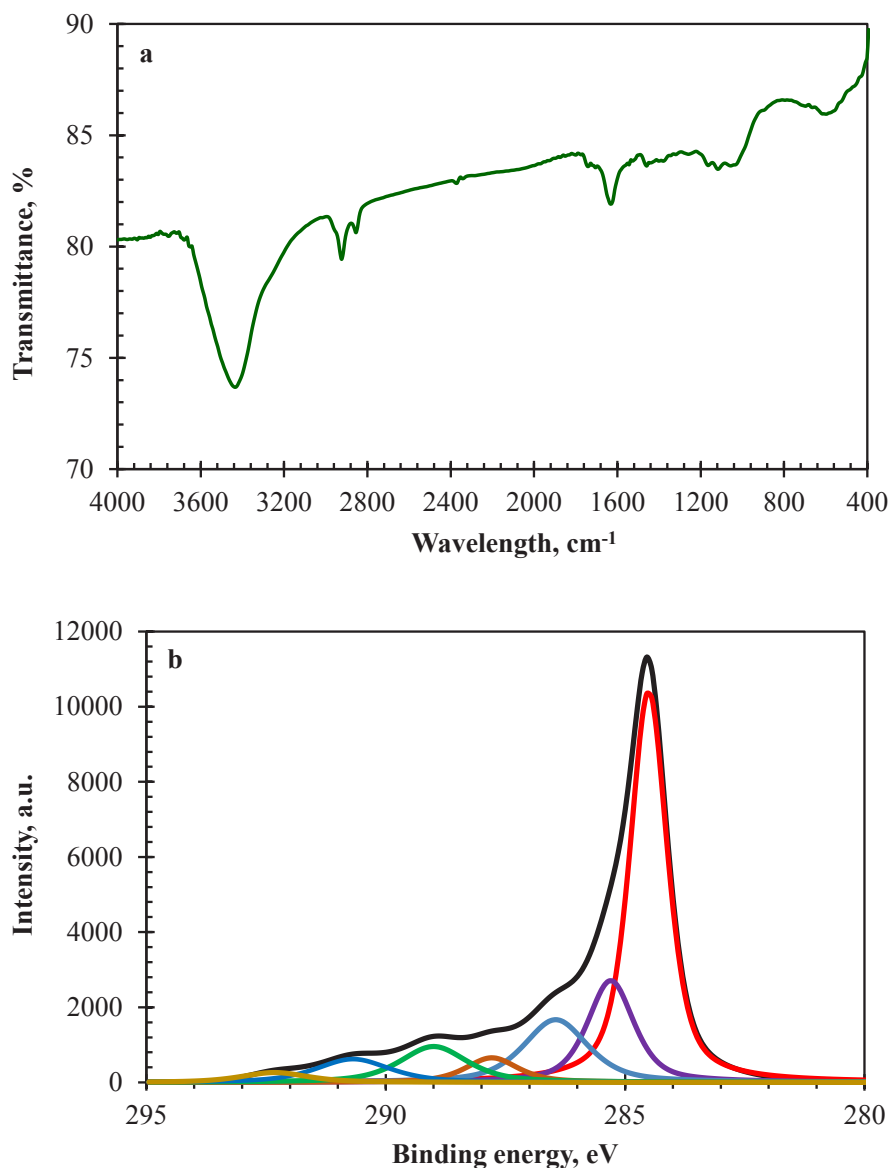 90
a
85
80
75
70
Transmittance, %
4000 3600 3200 2800 2400 2000 1600 1200 800 400
Wavelength, cm⁻¹
12000
b
10000
8000
6000
4000
2000
0
Intensity, a.u.
295 290 285 280
Binding energy, eV